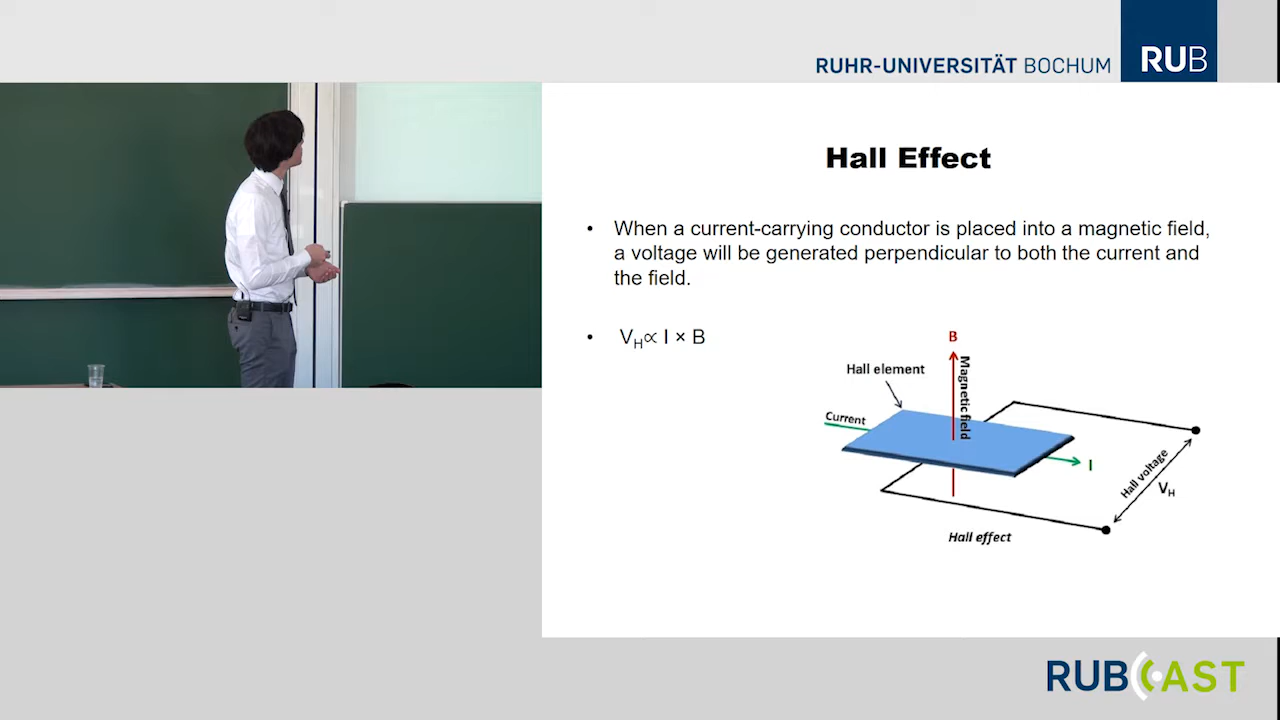 RUHR-UNIVERSITÄT BOCHUM
RUB
Hall Effect
• When a current-carrying conductor is placed into a magnetic field,
a voltage will be generated perpendicular to both the current and
the field.
• V_H∝ I × B
B
Hall element
Magnetic field
Current
I
Hall voltage
V_H
Hall effect
RUBCAST